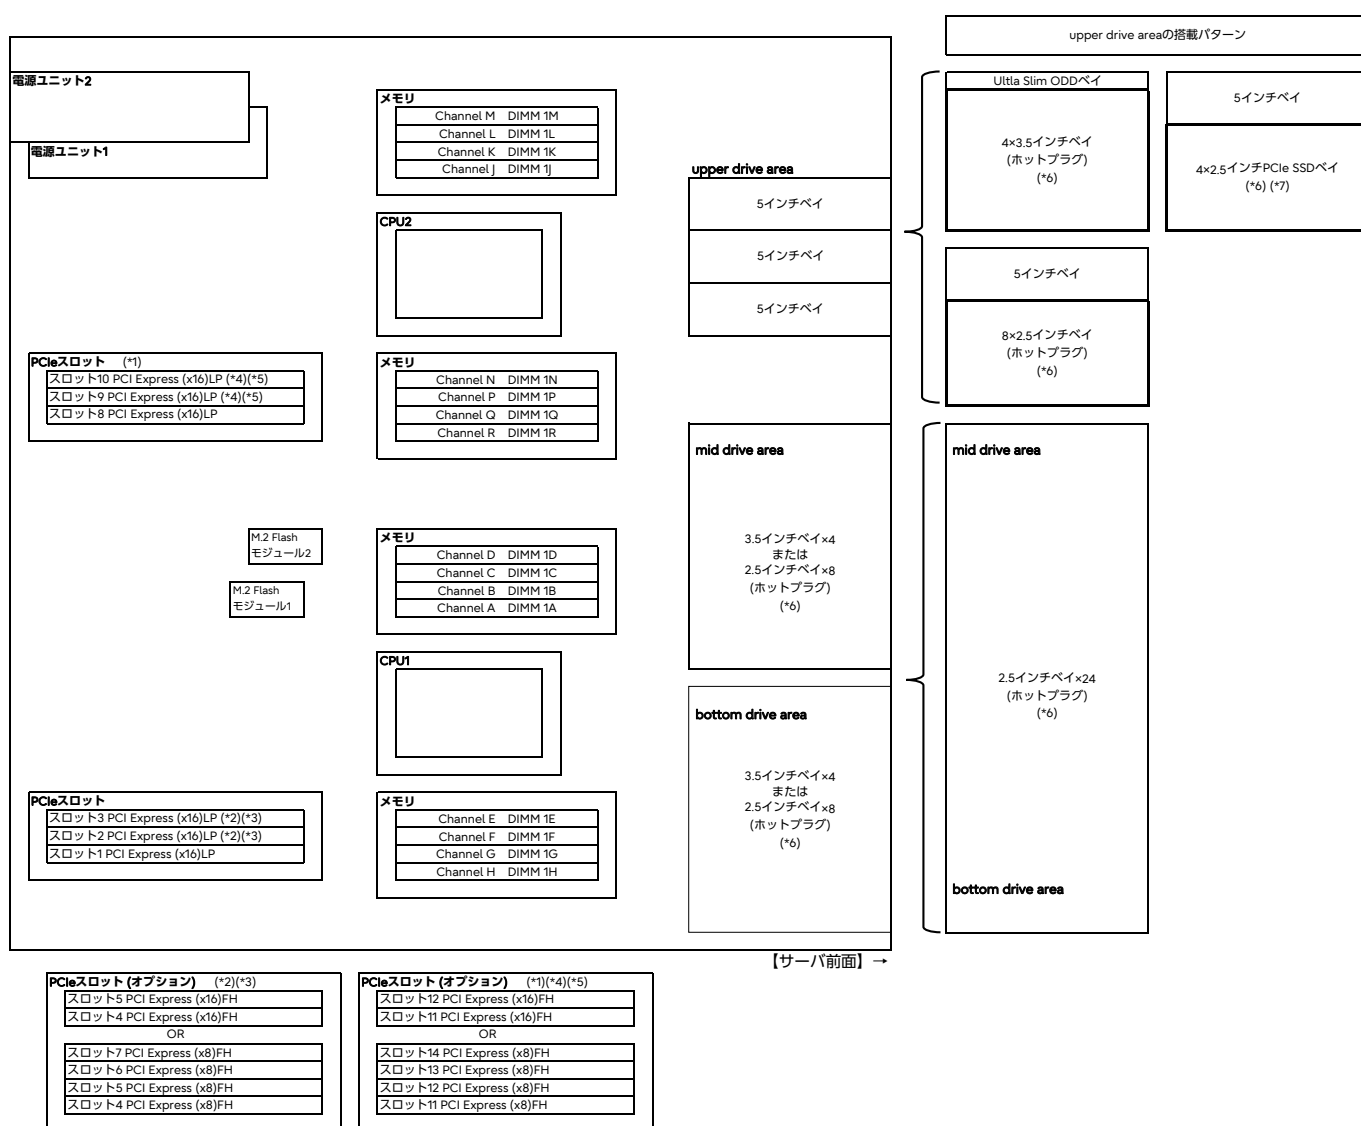 upper drive areaの搭載パターン
電源ユニット2
電源ユニット1
メモリ
Channel M DIMM 1M
Channel L DIMM 1L
Channel K DIMM 1K
Channel J DIMM 1J
CPU2
upper drive area
5インチベイ
5インチベイ
5インチベイ
Ultla Slim ODDベイ
4×3.5インチベイ
(ホットプラグ)
(*6)
5インチベイ
4×2.5インチPCIe SSDベイ
(*6) (*7)
5インチベイ
8×2.5インチベイ
(ホットプラグ)
(*6)
PCIeスロット (*1)
スロット10 PCI Express (x16)LP (*4)(*5)
スロット9 PCI Express (x16)LP (*4)(*5)
スロット8 PCI Express (x16)LP
メモリ
Channel N DIMM 1N
Channel P DIMM 1P
Channel Q DIMM 1Q
Channel R DIMM 1R
M.2 Flash
モジュール2
M.2 Flash
モジュール1
メモリ
Channel D DIMM 1D
Channel C DIMM 1C
Channel B DIMM 1B
Channel A DIMM 1A
mid drive area
3.5インチベイ×4
または
2.5インチベイ×8
(ホットプラグ)
(*6)
mid drive area
2.5インチベイ×24
(ホットプラグ)
(*6)
bottom drive area
CPU1
bottom drive area
3.5インチベイ×4
または
2.5インチベイ×8
(ホットプラグ)
(*6)
PCIeスロット
スロット3 PCI Express (x16)LP (*2)(*3)
スロット2 PCI Express (x16)LP (*2)(*3)
スロット1 PCI Express (x16)LP
メモリ
Channel E DIMM 1E
Channel F DIMM 1F
Channel G DIMM 1G
Channel H DIMM 1H
【サーバ前面】→
PCIeスロット (オプション) (*2)(*3)
スロット5 PCI Express (x16)FH
スロット4 PCI Express (x16)FH
OR
スロット7 PCI Express (x8)FH
スロット6 PCI Express (x8)FH
スロット5 PCI Express (x8)FH
スロット4 PCI Express (x8)FH
PCIeスロット (オプション) (*1)(*4)(*5)
スロット12 PCI Express (x16)FH
スロット11 PCI Express (x16)FH
OR
スロット14 PCI Express (x8)FH
スロット13 PCI Express (x8)FH
スロット12 PCI Express (x8)FH
スロット11 PCI Express (x8)FH